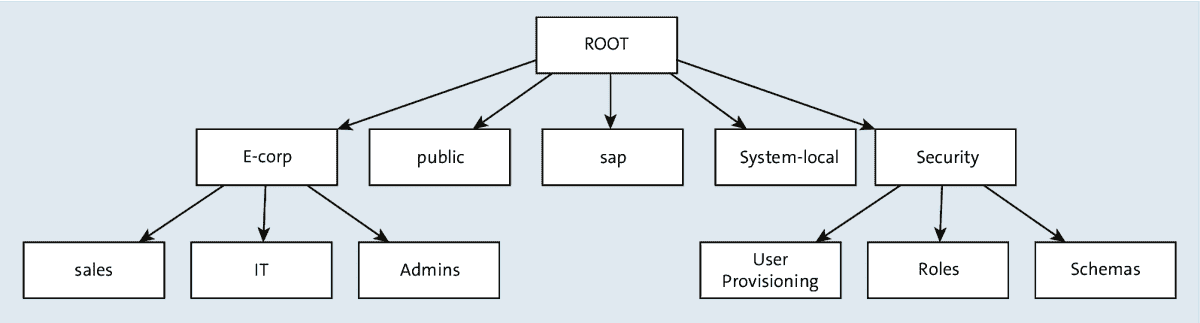 ROOT
E-corp
public
sap
System-local
Security
sales
IT
Admins
User
Provisioning
Roles
Schemas